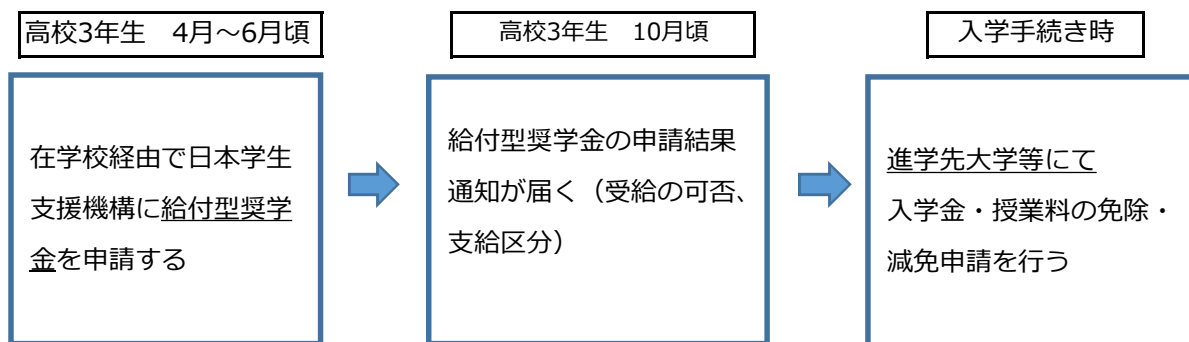 高校3年生　4月～6月頃
在学校経由で日本学生
支援機構に給付型奨学
金を申請する
高校3年生　10月頃
給付型奨学金の申請結果
通知が届く（受給の可否、
支給区分）
入学手続き時
進学先大学等にて
入学金・授業料の免除・
減免申請を行う